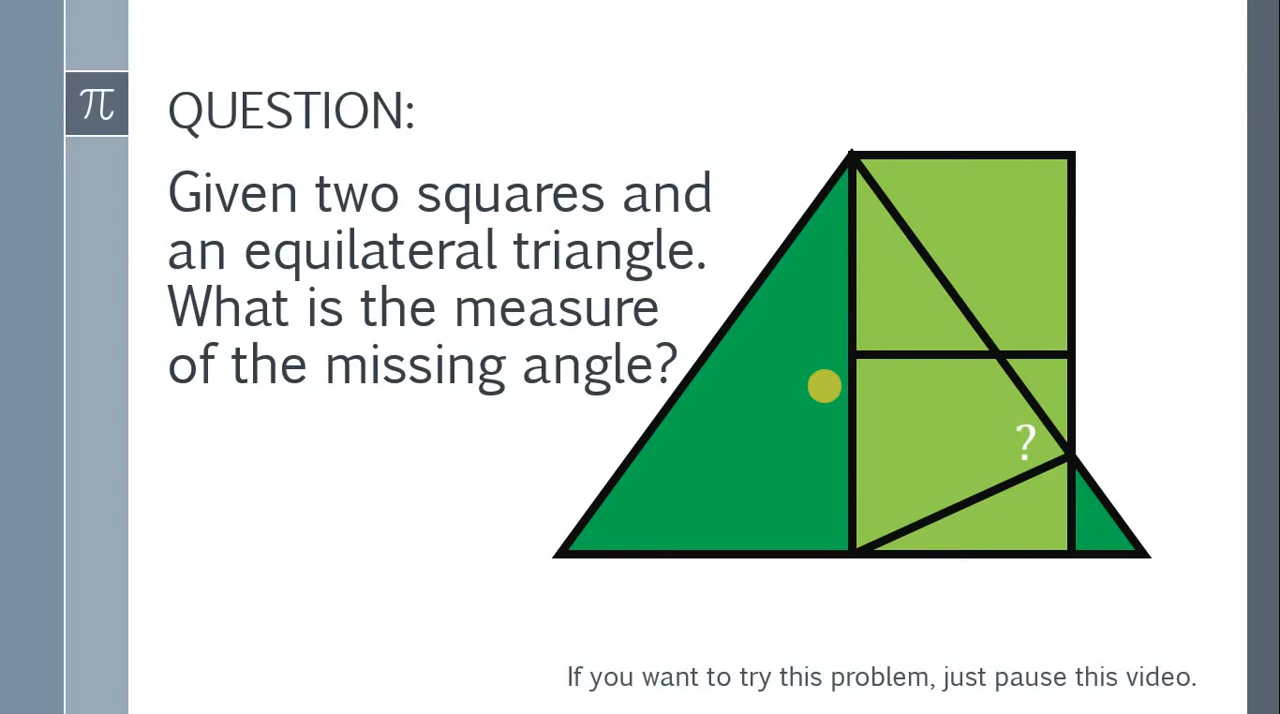 π
QUESTION:
Given two squares and
an equilateral triangle.
What is the measure
of the missing angle?
?
If you want to try this problem, just pause this video.